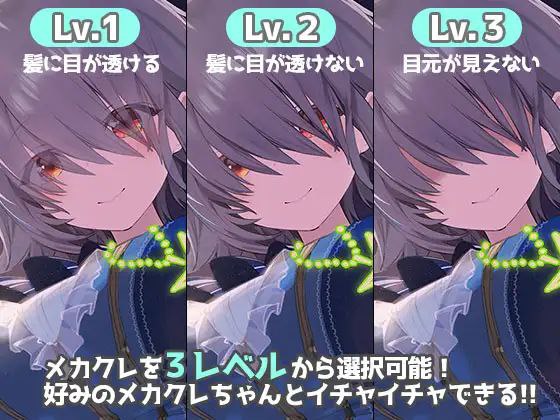 Lv.1
髪に目が透ける
Lv.2
髪に目が透けない
Lv.3
目元が見えない
メカクレを3レベルから選択可能！
好みのメカクレちゃんとイチャイチャできる!!